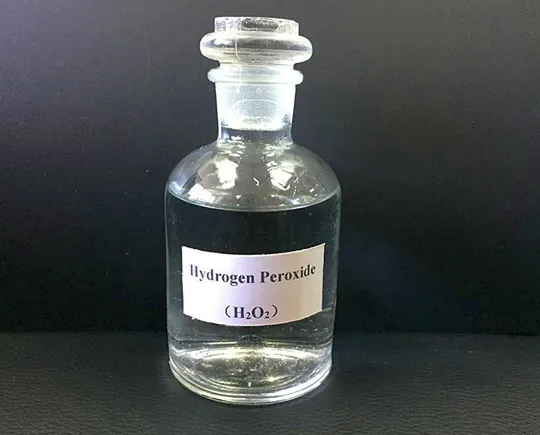 Hydrogen Peroxide
（H₂O₂）